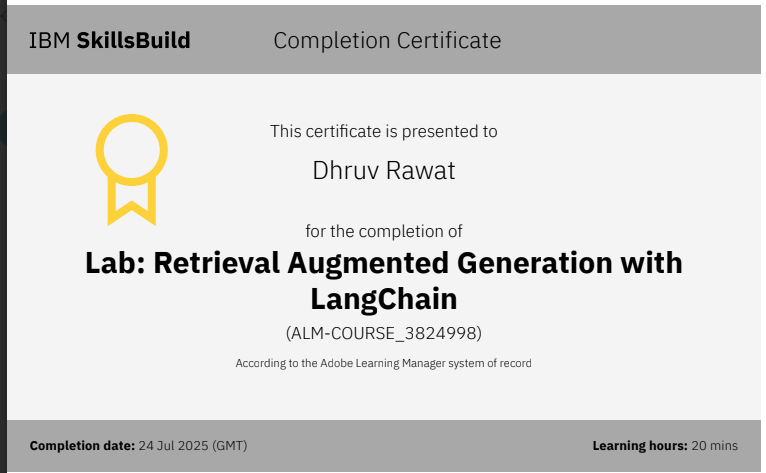 IBM SkillsBuild
Completion Certificate
This certificate is presented to
Dhruv Rawat
for the completion of
Lab: Retrieval Augmented Generation with
LangChain
(ALM-COURSE_3824998)
According to the Adobe Learning Manager system of record
Completion date: 24 Jul 2025 (GMT)
Learning hours: 20 mins